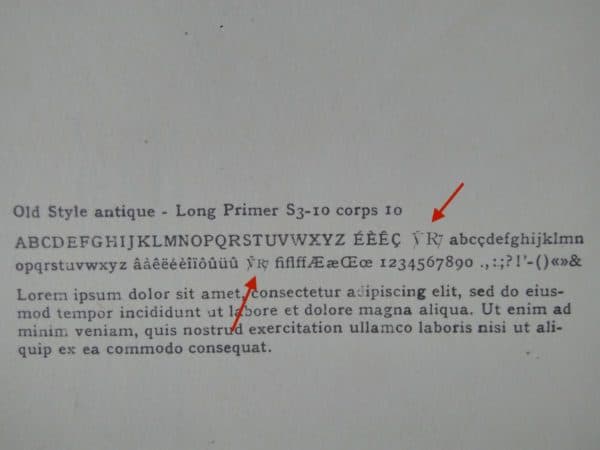 Old Style antique - Long Primer S3-10 corps 10
ABCDEFGHIJKLMNOPQRSTUVWXYZ ÉÈÊÇ ℣ ℟ abcçdefghijklmn
opqrstuvwxyz âàêëéèîïôûüù ℣ ℟ fiflffÆæŒœ 1234567890 .,:;?!'-()«»&
Lorem ipsum dolor sit amet, consectetur adipiscing elit, sed do eius-
mod tempor incididunt ut labore et dolore magna aliqua. Ut enim ad
minim veniam, quis nostrud exercitation ullamco laboris nisi ut ali-
quip ex ea commodo consequat.